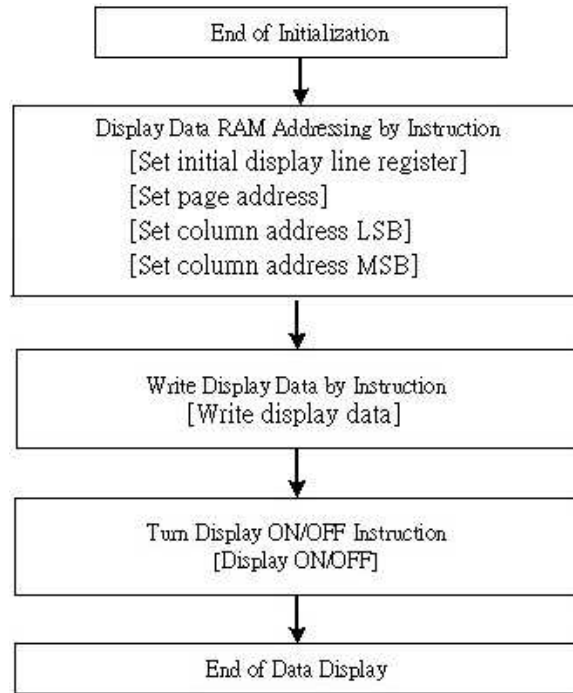 End of Initialization
Display Data RAM Addressing by Instruction
[Set initial display line register]
[Set page address]
[Set column address LSB]
[Set column address MSB]
Write Display Data by Instruction
[Write display data]
Turn Display ON/OFF Instruction
[Display ON/OFF]
End of Data Display